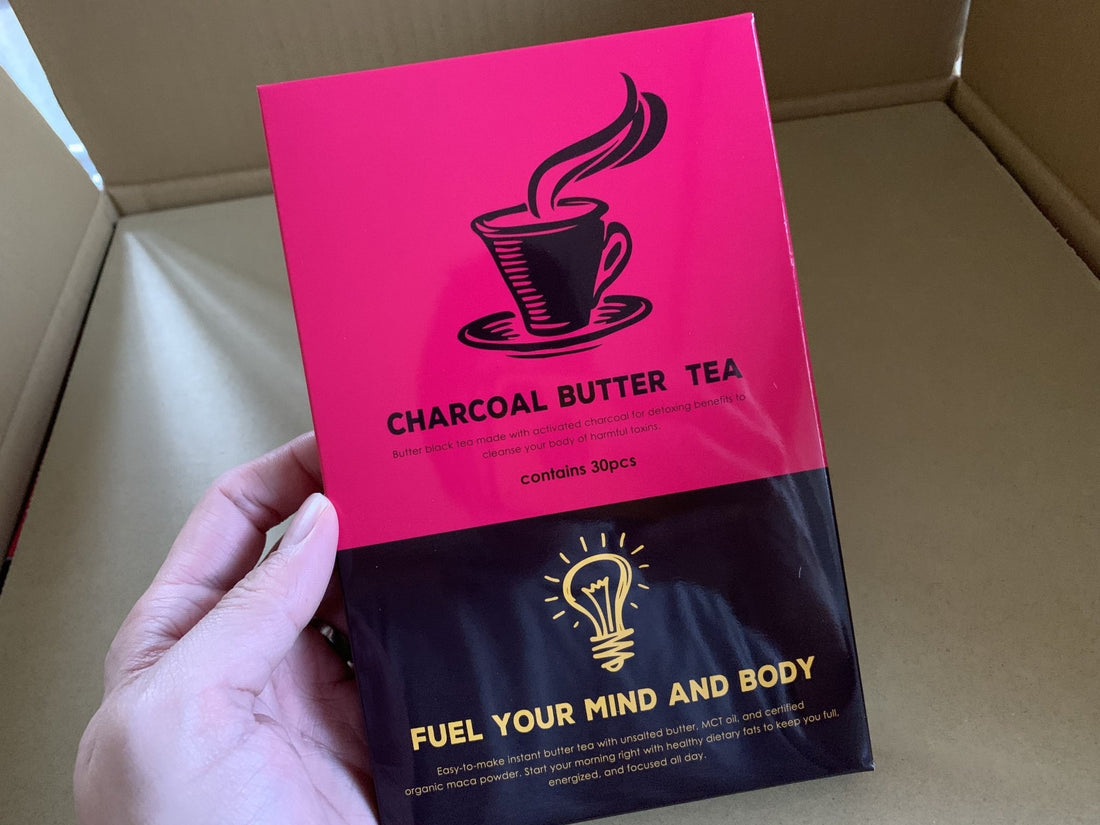 CHARCOAL BUTTER TEA
Butter black tea made with activated charcoal for detoxing benefits to
cleanse your body of harmful toxins.
contains 30pcs
FUEL YOUR MIND AND BODY
Easy-to-make instant butter tea with unsalted butter, MCT oil, and certified
organic maca powder. Start your morning right with healthy dietary fats to keep you full,
energized, and focused all day.